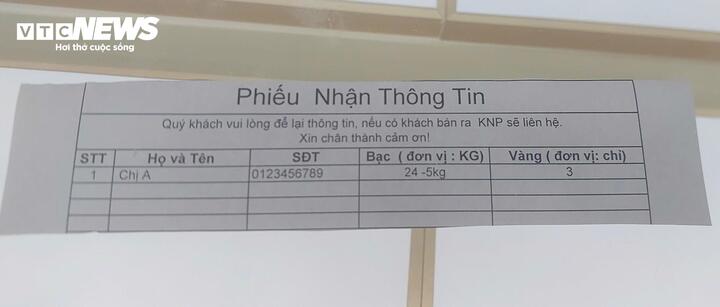 VTC NEWS
Hơi thở cuộc sống
Phiếu Nhận Thông Tin
Quý khách vui lòng để lại thông tin, nếu có khách bán ra KNP sẽ liên hệ.
Xin chân thành cảm ơn!
STT Họ và Tên SĐT Bạc ( đơn vị : KG) Vàng ( đơn vị: chỉ)
1 Chị A 0123456789 24 -5kg 3